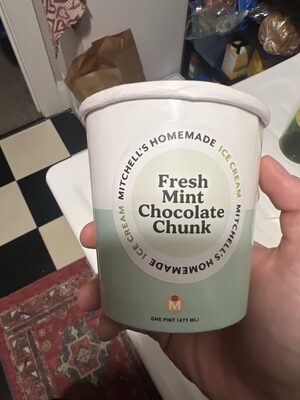 MITCHELL'S HOMEMADE ICE CREAM
Fresh
Mint
Chocolate
Chunk
MITCHELL'S HOMEMADE ICE CREAM
M
ONE PINT (473 ML)